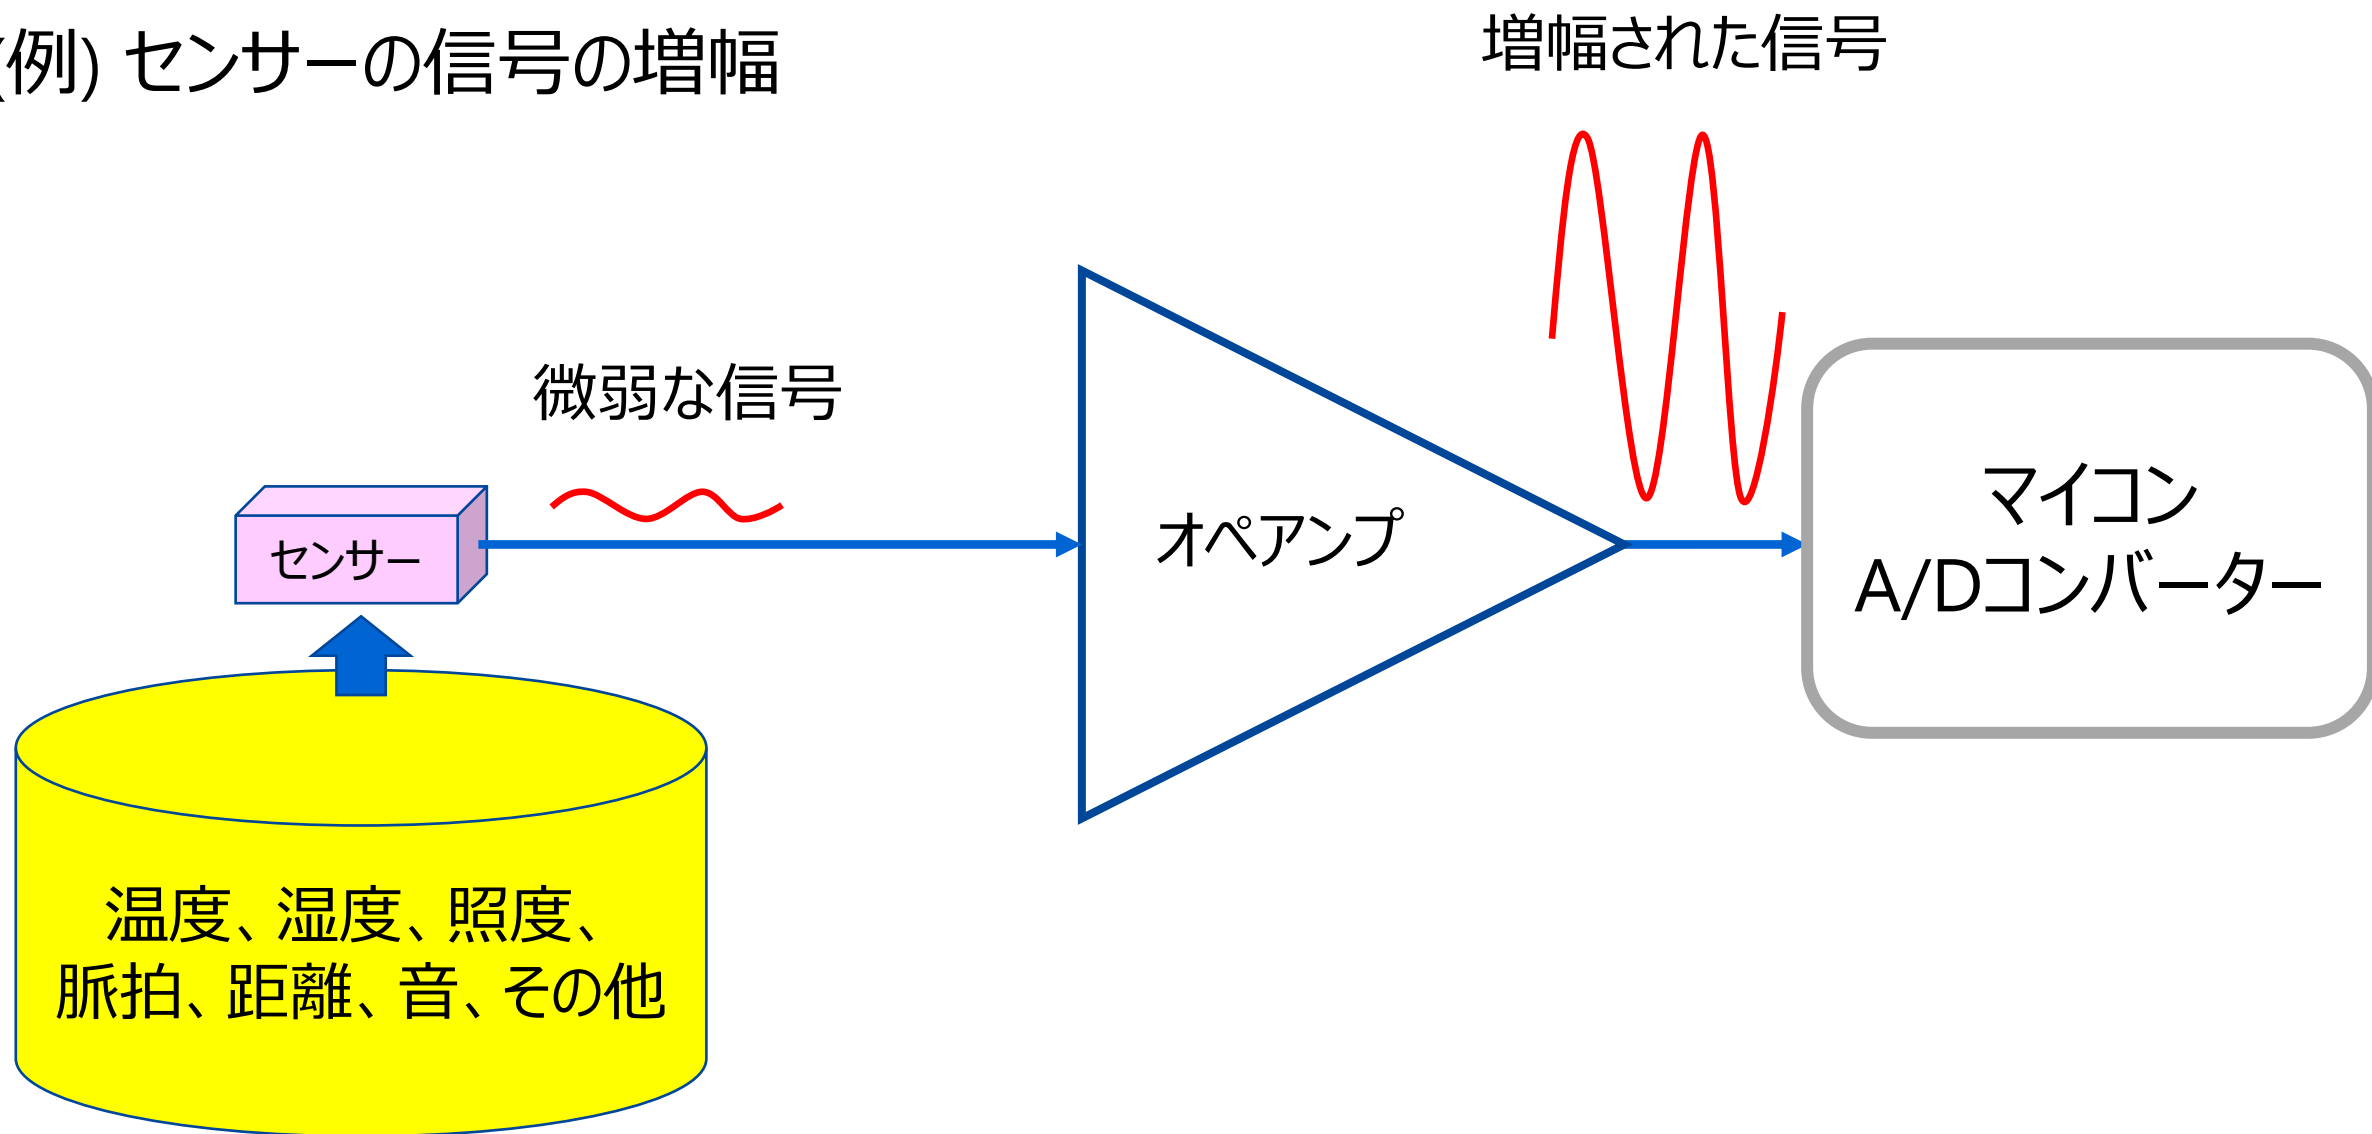 (例) センサーの信号の増幅
増幅された信号
微弱な信号
センサー
オペアンプ
マイコン
A/Dコンバーター
温度、湿度、照度、
脈拍、距離、音、その他